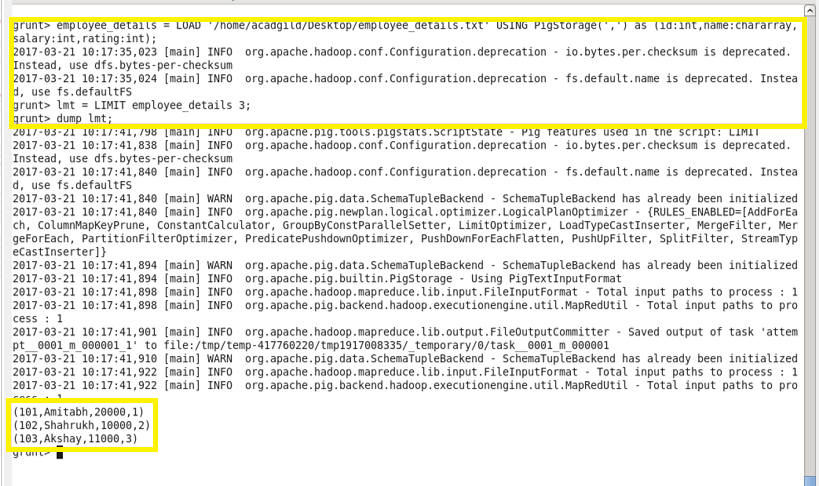 grunt> employee_details = LOAD '/home/acadgild/Desktop/employee_details.txt' USING PigStorage(',') as (id:int,name:chararray,
salary:int,rating:int);
2017-03-21 10:17:35,023 [main] INFO  org.apache.hadoop.conf.Configuration.deprecation - io.bytes.per.checksum is deprecated.
Instead, use dfs.bytes-per-checksum
2017-03-21 10:17:35,024 [main] INFO  org.apache.hadoop.conf.Configuration.deprecation - fs.default.name is deprecated. Instea
d, use fs.defaultFS
grunt> lmt = LIMIT employee_details 3;
grunt> dump lmt;
2017-03-21 10:17:41,798 [main] INFO  org.apache.pig.tools.pigstats.ScriptState - Pig features used in the script: LIMIT
2017-03-21 10:17:41,838 [main] INFO  org.apache.hadoop.conf.Configuration.deprecation - io.bytes.per.checksum is deprecated.
Instead, use dfs.bytes-per-checksum
2017-03-21 10:17:41,840 [main] INFO  org.apache.hadoop.conf.Configuration.deprecation - fs.default.name is deprecated. Instea
d, use fs.defaultFS
2017-03-21 10:17:41,840 [main] WARN  org.apache.pig.data.SchemaTupleBackend - SchemaTupleBackend has already been initialized
2017-03-21 10:17:41,840 [main] INFO  org.apache.pig.newplan.logical.optimizer.LogicalPlanOptimizer - {RULES_ENABLED=[AddForEa
ch, ColumnMapKeyPrune, ConstantCalculator, GroupByConstParallelSetter, LimitOptimizer, LoadTypeCastInserter, MergeFilter, Mer
geForEach, PartitionFilterOptimizer, PredicatePushdownOptimizer, PushDownForEachFlatten, PushUpFilter, SplitFilter, StreamTyp
eCastInserter]}
2017-03-21 10:17:41,894 [main] WARN  org.apache.pig.data.SchemaTupleBackend - SchemaTupleBackend has already been initialized
2017-03-21 10:17:41,894 [main] INFO  org.apache.pig.builtin.PigStorage - Using PigTextInputFormat
2017-03-21 10:17:41,898 [main] INFO  org.apache.hadoop.mapreduce.lib.input.FileInputFormat - Total input paths to process : 1
2017-03-21 10:17:41,898 [main] INFO  org.apache.pig.backend.hadoop.executionengine.util.MapRedUtil - Total input paths to pro
cess : 1
2017-03-21 10:17:41,901 [main] INFO  org.apache.hadoop.mapreduce.lib.output.FileOutputCommitter - Saved output of task 'attem
pt__0001_m_000001_1' to file:/tmp/temp-417760220/tmp1917008335/_temporary/0/task__0001_m_000001
2017-03-21 10:17:41,910 [main] WARN  org.apache.pig.data.SchemaTupleBackend - SchemaTupleBackend has already been initialized
2017-03-21 10:17:41,922 [main] INFO  org.apache.hadoop.mapreduce.lib.input.FileInputFormat - Total input paths to process : 1
2017-03-21 10:17:41,922 [main] INFO  org.apache.pig.backend.hadoop.executionengine.util.MapRedUtil - Total input paths to pro
cess : 1
(101,Amitabh,20000,1)
(102,Shahrukh,10000,2)
(103,Akshay,11000,3)
grunt>